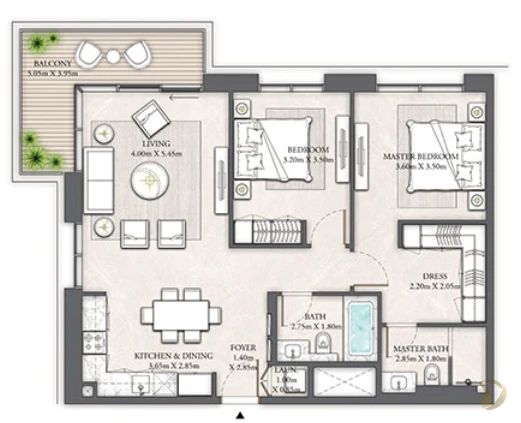 BALCONY
5.05m X 3.95m
LIVING
4.00m X 5.45m
BEDROOM
3.20m X 3.50m
MASTER BEDROOM
3.60m X 3.50m
DRESS
2.20m X 2.05m
BATH
2.75m X 1.80m
FOYER
1.40m
X 2.85m
KITCHEN & DINING
3.65m X 2.85m
MASTER BATH
2.85m X 1.80m
LAUN.
1.00m
X 0.85m